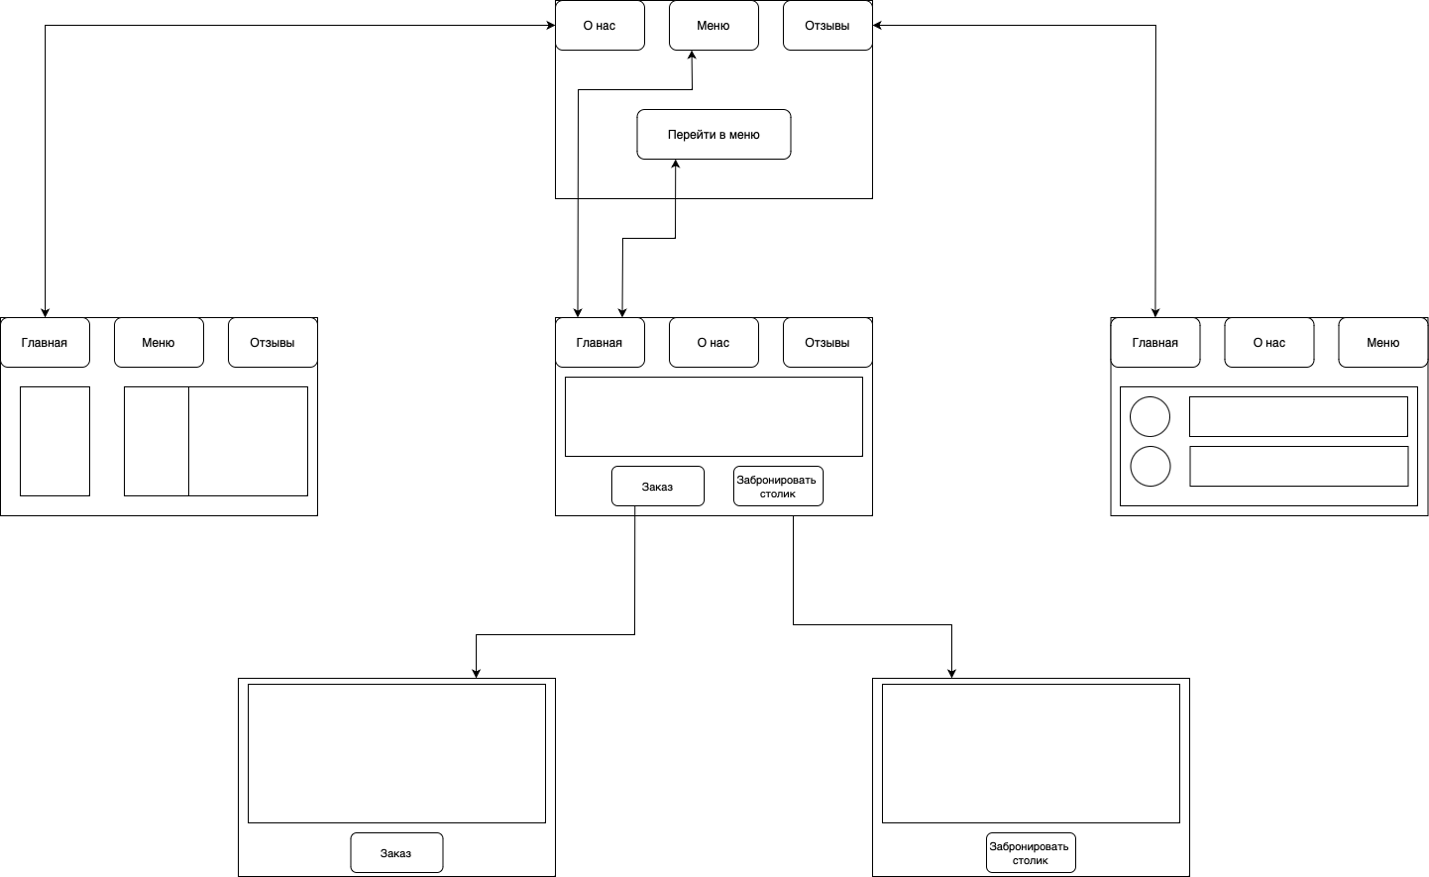 О нас
Меню
Отзывы
Перейти в меню
Главная
Меню
Отзывы
Главная
О нас
Отзывы
Главная
О нас
Меню
Заказ
Забронировать
столик
Заказ
Забронировать
столик